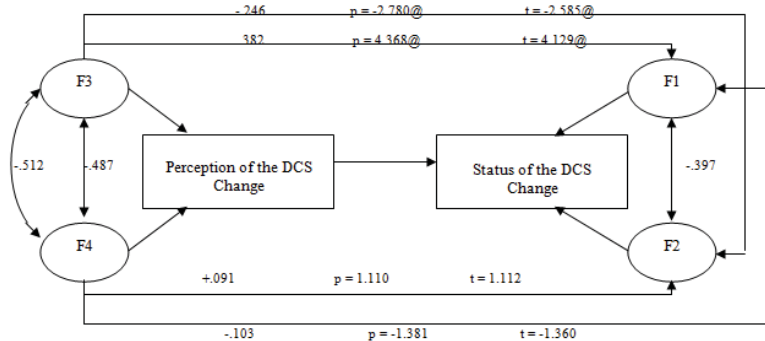 -.246 p = -2.780@ t = -2.585@
.382 p = 4.368@ t = 4.129@
F3
F1
-.512
-.487
Perception of the DCS
Change
Status of the DCS
Change
-.397
F4
F2
+.091 p = 1.110 t = 1.112
-.103 p = -1.381 t = -1.360